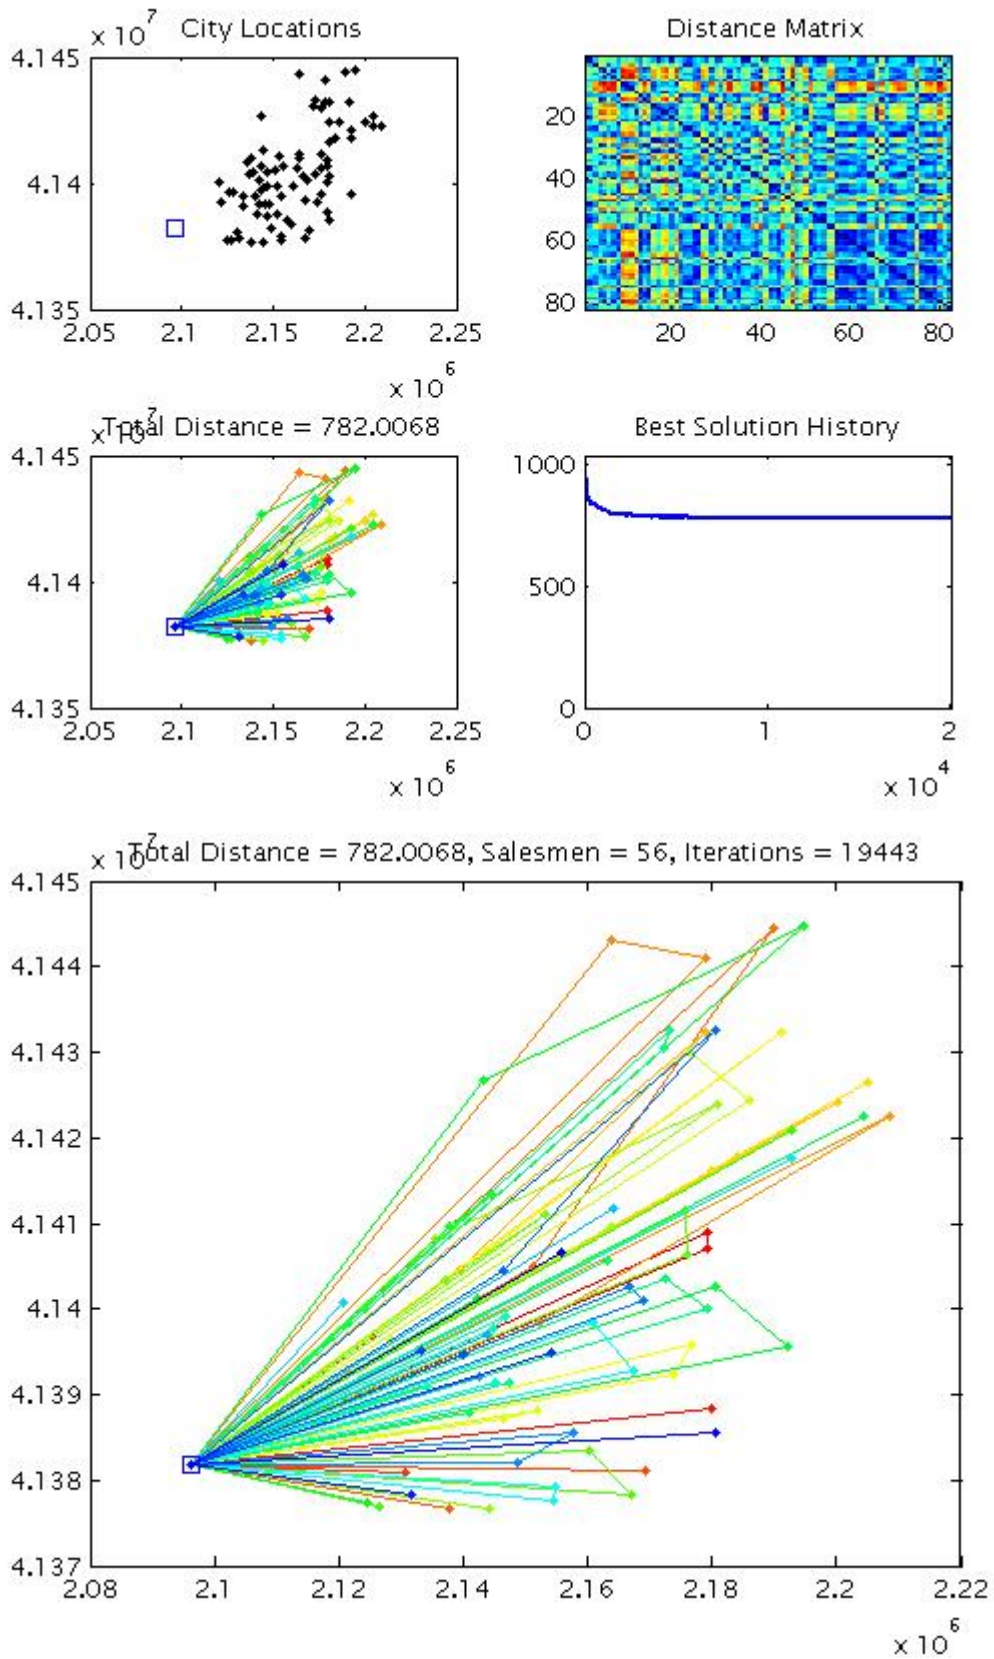 x 10^7 City Locations
Distance Matrix
4.145
4.14
4.135
2.05 2.1 2.15 2.2 2.25
x 10^6
20
40
60
80
20 40 60 80
x 10^7 Total Distance = 782.0068
Best Solution History
4.145
4.14
4.135
2.05 2.1 2.15 2.2 2.25
x 10^6
1000
500
0
0 1 2
x 10^4
x 10^7 Total Distance = 782.0068, Salesmen = 56, Iterations = 19443
4.145
4.144
4.143
4.142
4.141
4.14
4.139
4.138
4.137
2.08 2.1 2.12 2.14 2.16 2.18 2.2 2.22
x 10^6